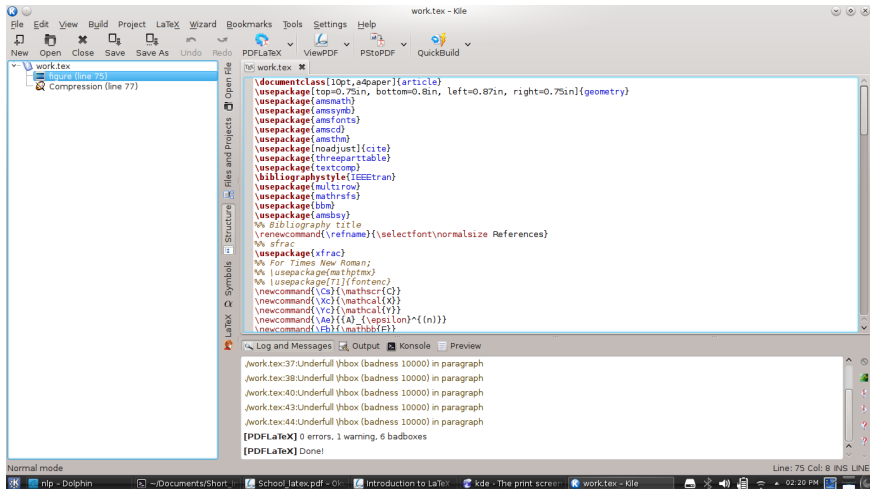 work.tex – Kile
File Edit View Build Project LaTeX Wizard Bookmarks Tools Settings Help
New Open Close Save Save As Undo Redo PDFLaTeX ViewPDF PStoPDF QuickBuild
work.tex
figure (line 75)
Compression (line 77)
Open File
Files and Projects
Structure
Symbols
LaTeX
work.tex
\documentclass[10pt,a4paper]{article}
\usepackage[top=0.75in, bottom=0.8in, left=0.87in, right=0.75in]{geometry}
\usepackage{amsmath}
\usepackage{amssymb}
\usepackage{amsfonts}
\usepackage{amscd}
\usepackage{amsthm}
\usepackage[noadjust]{cite}
\usepackage{threeparttable}
\usepackage{textcomp}
\bibliographystyle{IEEEtran}
\usepackage{multirow}
\usepackage{mathrsfs}
\usepackage{bbm}
\usepackage{amsbsy}
%% Bibliography title
\renewcommand{\refname}{\selectfont\normalsize References}
%% sfrac
\usepackage{xfrac}
%% For Times New Roman;
%% \usepackage{mathptmx}
%% \usepackage[T1]{fontenc}
\newcommand{\Cs}{\mathscr{C}}
\newcommand{\Xc}{\mathcal{X}}
\newcommand{\Yc}{\mathcal{Y}}
\newcommand{\Ae}{{A}_{\epsilon}^{(n)}}
\newcommand{\Eb}{\mathbb{E}}
Log and Messages Output Konsole Preview
./work.tex:37:Underfull \hbox (badness 10000) in paragraph
./work.tex:38:Underfull \hbox (badness 10000) in paragraph
./work.tex:40:Underfull \hbox (badness 10000) in paragraph
./work.tex:43:Underfull \hbox (badness 10000) in paragraph
./work.tex:44:Underfull \hbox (badness 10000) in paragraph
[PDFLaTeX] 0 errors, 1 warning, 6 badboxes
[PDFLaTeX] Done!
Normal mode Line: 75 Col: 8 INS LINE
nlp – Dolphin ~/Documents/Short_In School_latex.pdf – Ok Introduction to LaTeX kde - The print screen work.tex – Kile 02:20 PM